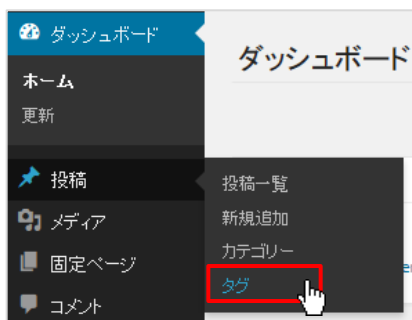 ダッシュボード
ホーム
更新
投稿
メディア
固定ページ
コメント
投稿一覧
新規追加
カテゴリー
タグ
ダッシュボード